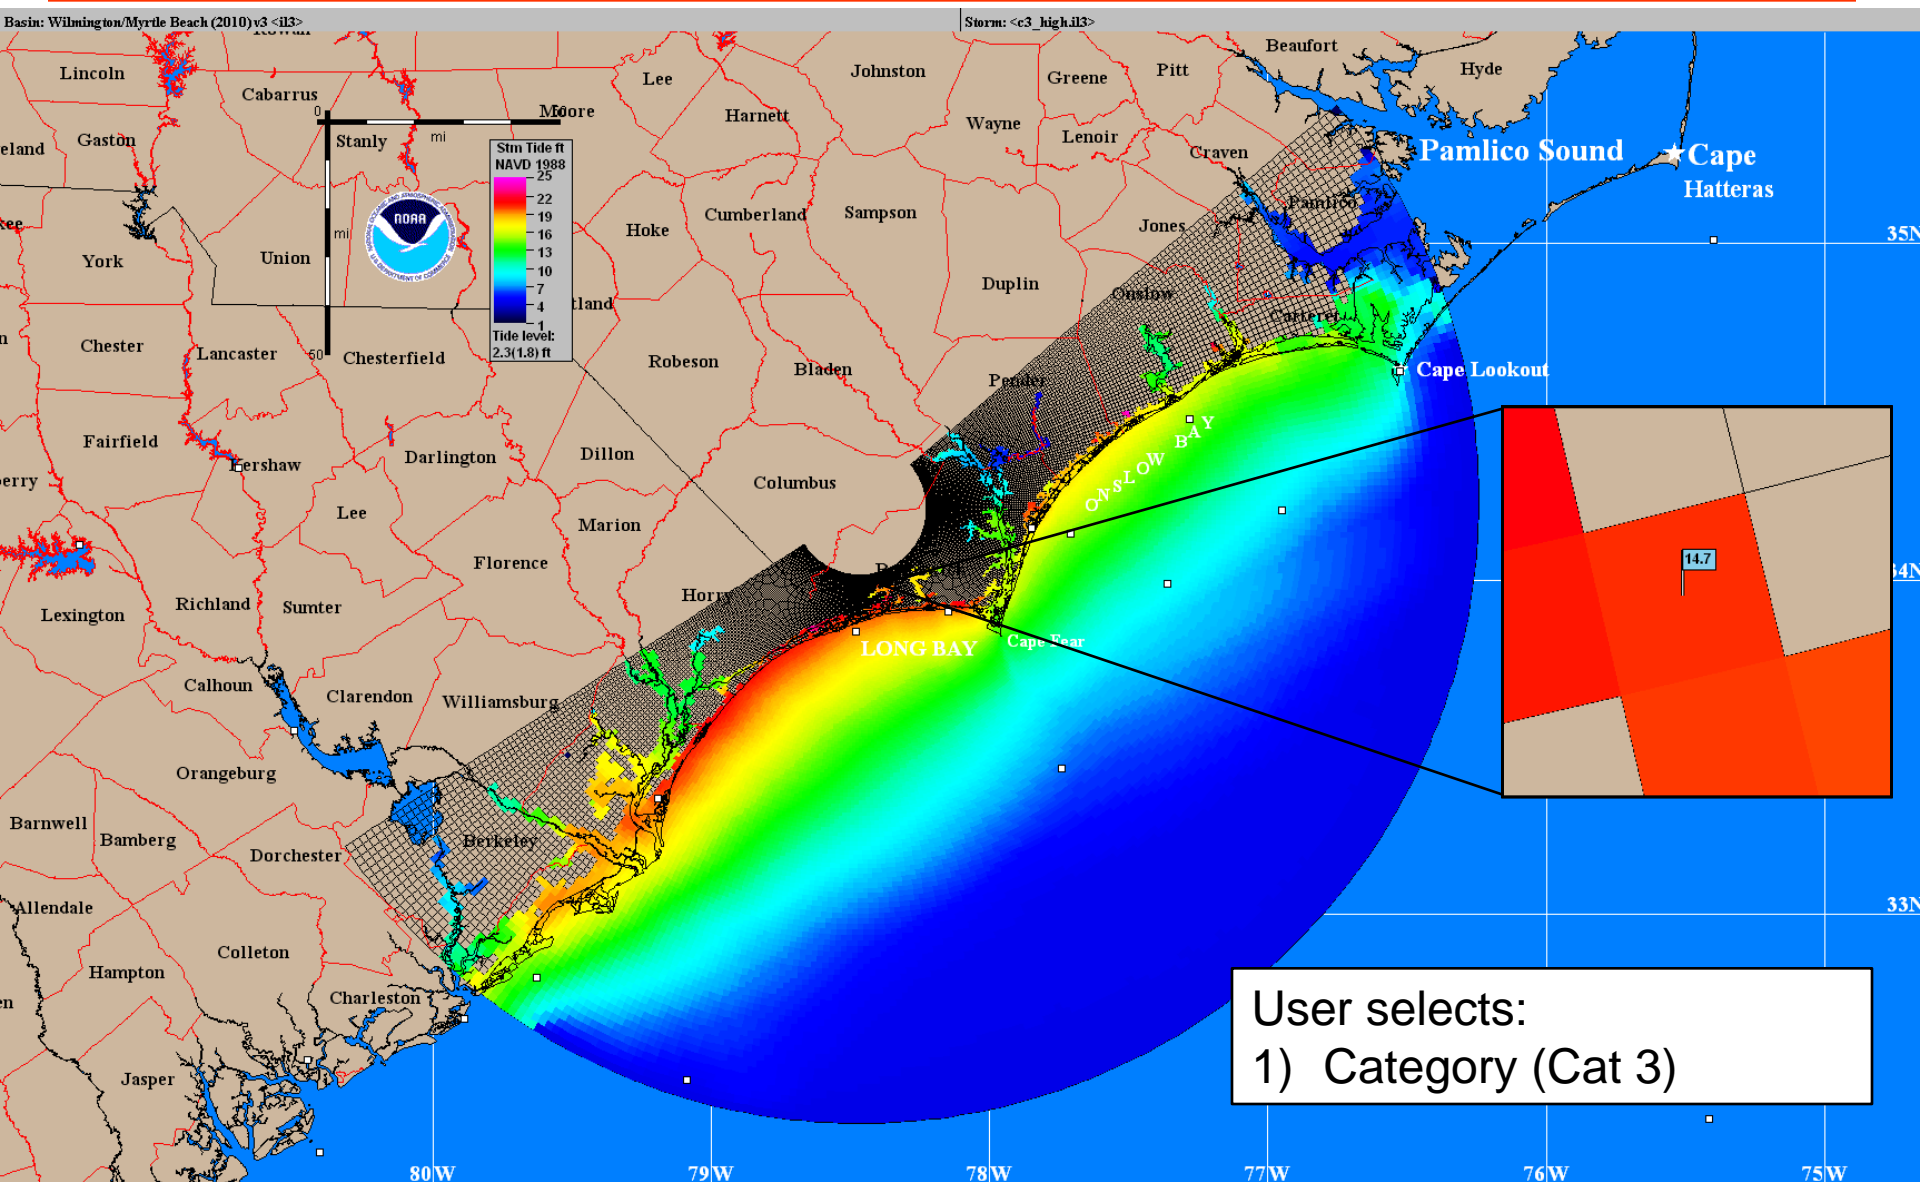 Basin: Wilmington/Myrtle Beach (2010) v3 <il3>
Storm: <c3_high.il3>
Beaufort
Hyde
Lincoln
Cabarrus
Lee
Johnston
Greene
Pitt
Gaston
Stanly
mi
Moore
Harnett
Wayne
Lenoir
Craven
Pamlico Sound
Cape
Hatteras
Stm Tide ft
NAVD 1988
25
22
19
16
13
10
7
4
1
Tide level:
2.3(1.8) ft
0
mi
50
NOAA
Cumberland
Sampson
Jones
Pamlico
York
Union
Hoke
Duplin
Onslow
Carteret
35N
Chester
Lancaster
Chesterfield
Robeson
Bladen
Pender
Cape Lookout
Fairfield
Kershaw
Darlington
Dillon
Columbus
ONSLOW BAY
Lee
Marion
Florence
Horry
14.7
Lexington
Richland
Sumter
LONG BAY
Cape Fear
Calhoun
Clarendon
Williamsburg
Orangeburg
Barnwell
Bamberg
Dorchester
Berkeley
Allendale
Colleton
33N
Hampton
Charleston
Jasper
User selects:
1) Category (Cat 3)
80W
79W
78W
77W
76W
75W